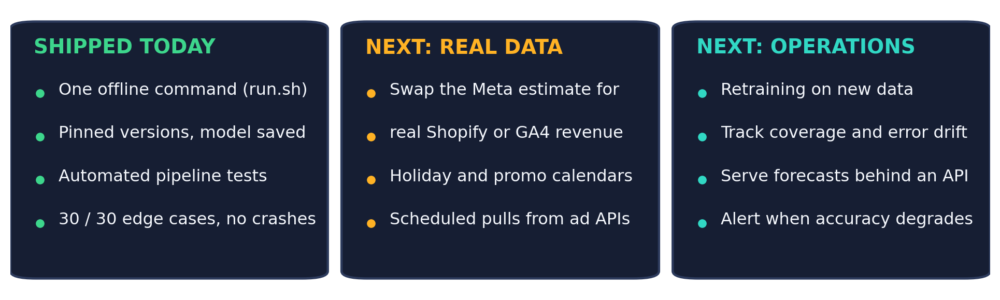 SHIPPED TODAY
One offline command (run.sh)
Pinned versions, model saved
Automated pipeline tests
30 / 30 edge cases, no crashes
NEXT: REAL DATA
Swap the Meta estimate for
real Shopify or GA4 revenue
Holiday and promo calendars
Scheduled pulls from ad APIs
NEXT: OPERATIONS
Retraining on new data
Track coverage and error drift
Serve forecasts behind an API
Alert when accuracy degrades